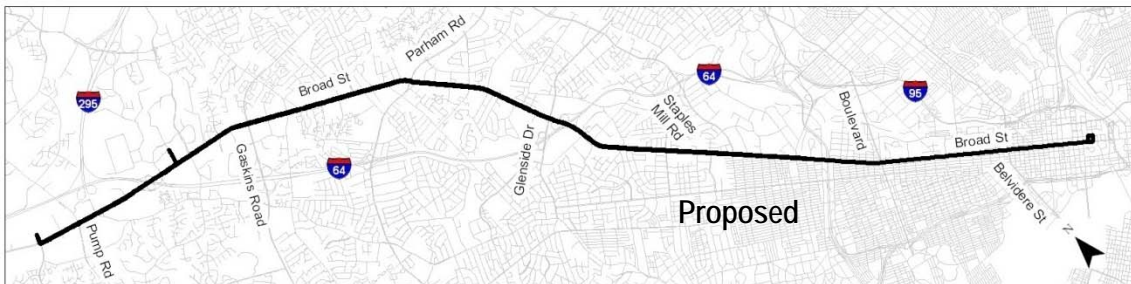 Parham Rd
Broad St
295
64
95
Staples
Mill Rd
Boulevard
Broad St
Gaskins Road
64
Glenside Dr
Belvidere St
Proposed
Pump Rd
N